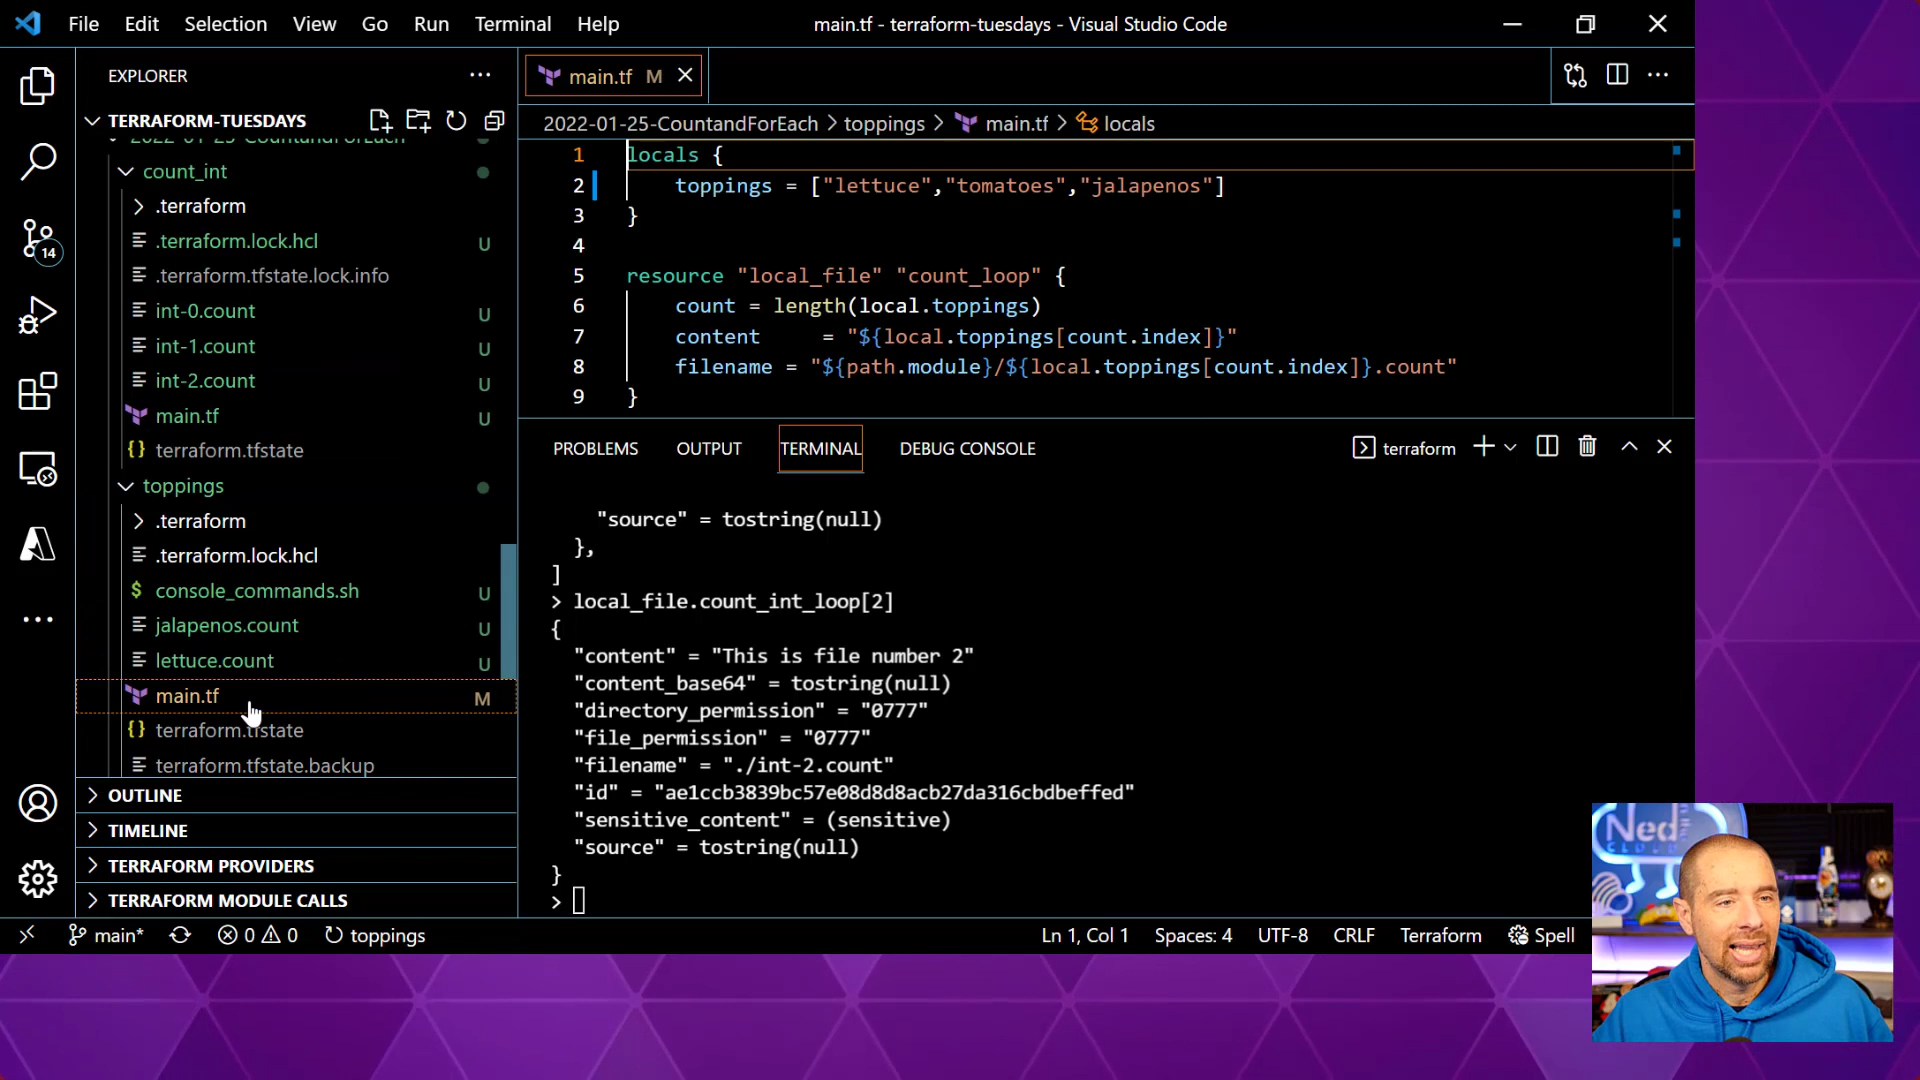 File Edit Selection View Go Run Terminal Help
main.tf - terraform-tuesdays - Visual Studio Code
EXPLORER
TERRAFORM-TUESDAYS
2022-01-25-CountandForEach
count_int
.terraform
.terraform.lock.hcl U
.terraform.tfstate.lock.info
int-0.count U
int-1.count U
int-2.count U
main.tf U
{} terraform.tfstate
toppings
.terraform
.terraform.lock.hcl
$ console_commands.sh U
jalapenos.count U
lettuce.count U
main.tf M
{} terraform.tfstate
terraform.tfstate.backup
OUTLINE
TIMELINE
TERRAFORM PROVIDERS
TERRAFORM MODULE CALLS
14
main.tf M
2022-01-25-CountandForEach > toppings > main.tf > locals
1 locals {
2 toppings = ["lettuce","tomatoes","jalapenos"]
3 }
4
5 resource "local_file" "count_loop" {
6 count = length(local.toppings)
7 content = "${local.toppings[count.index]}"
8 filename = "${path.module}/${local.toppings[count.index]}.count"
9 }
PROBLEMS OUTPUT TERMINAL DEBUG CONSOLE
terraform
"source" = tostring(null)
},
]
> local_file.count_int_loop[2]
{
"content" = "This is file number 2"
"content_base64" = tostring(null)
"directory_permission" = "0777"
"file_permission" = "0777"
"filename" = "./int-2.count"
"id" = "ae1ccb3839bc57e08d8d8acb27da316cbdbeffed"
"sensitive_content" = (sensitive)
"source" = tostring(null)
}
>
main* 0 0 toppings
Ln 1, Col 1 Spaces: 4 UTF-8 CRLF Terraform Spell
Ned